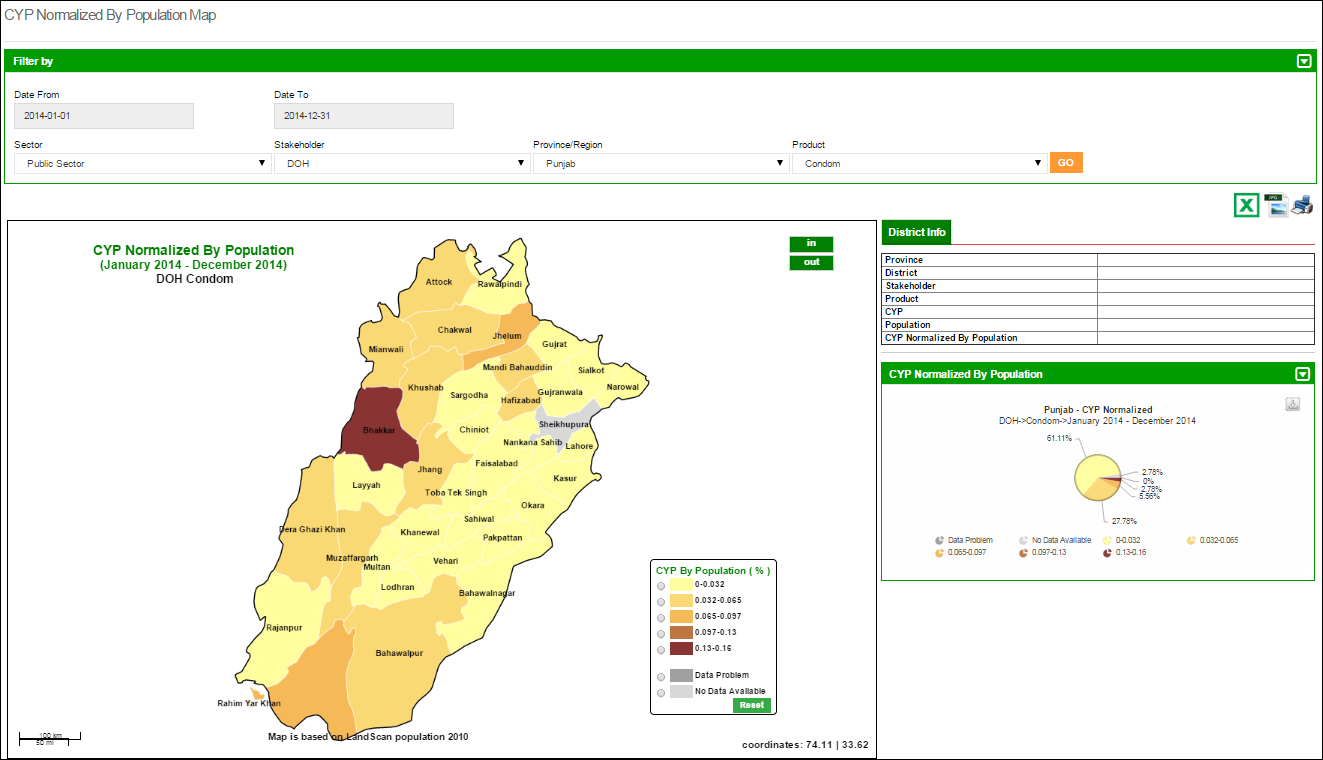 CYP Normalized By Population Map
Filter by
Date From
Date To
2014-01-01
2014-12-31
Sector
Stakeholder
Province/Region
Product
Public Sector
DOH
Punjab
Condom
GO
JPG
CYP Normalized By Population
(January 2014 - December 2014)
DOH Condom
in
out
Attock
Rawalpindi
Chakwal
Jhelum
Mianwali
Gujrat
Mandi Bahauddin
Sialkot
Khushab
Narowal
Sargodha
Gujranwala
Hafizabad
Bhakkar
Chiniot
Sheikhupura
Nankana Sahib
Lahore
Jhang
Faisalabad
Layyah
Kasur
Toba Tek Singh
Okara
Dera Ghazi Khan
Sahiwal
Khanewal
Pakpattan
Muzaffargarh
Multan
Vehari
Lodhran
Bahawalnagar
Rajanpur
Bahawalpur
Rahim Yar Khan
CYP By Population ( % )
0-0.032
0.032-0.065
0.065-0.097
0.097-0.13
0.13-0.16
Data Problem
No Data Available
Reset
100 km
50 mi
Map is based on LandScan population 2010
coordinates: 74.11 | 33.62
District Info
Province
District
Stakeholder
Product
CYP
Population
CYP Normalized By Population
CYP Normalized By Population
Punjab - CYP Normalized
DOH->Condom->January 2014 - December 2014
61.11%
2.78%
0%
2.78%
5.56%
27.78%
Data Problem
No Data Available
0-0.032
0.032-0.065
0.065-0.097
0.097-0.13
0.13-0.16